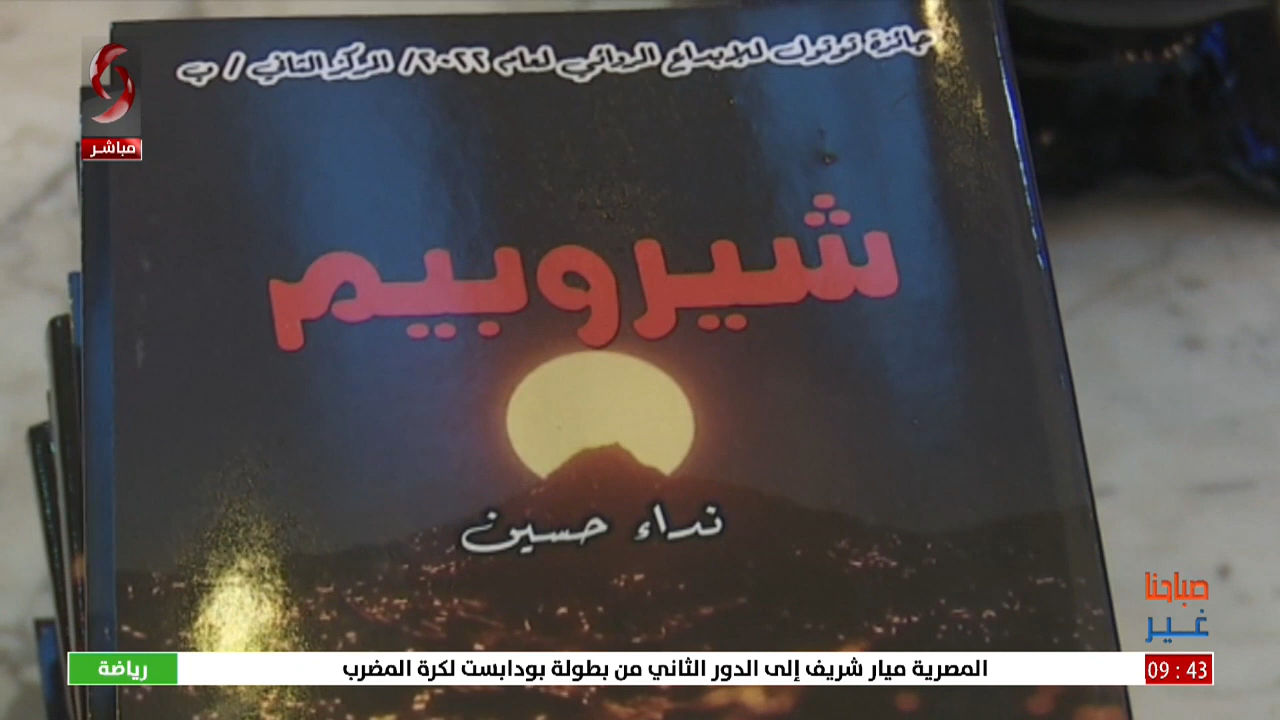 جائزة توتول للإبداع الروائي لعام ٢٠٢٢/ المركز الثاني / ب
مباشر
شيروبيم
نداء حسين
صباحنا
غير
رياضة
المصرية ميار شريف إلى الدور الثاني من بطولة بودابست لكرة المضرب
09 : 43